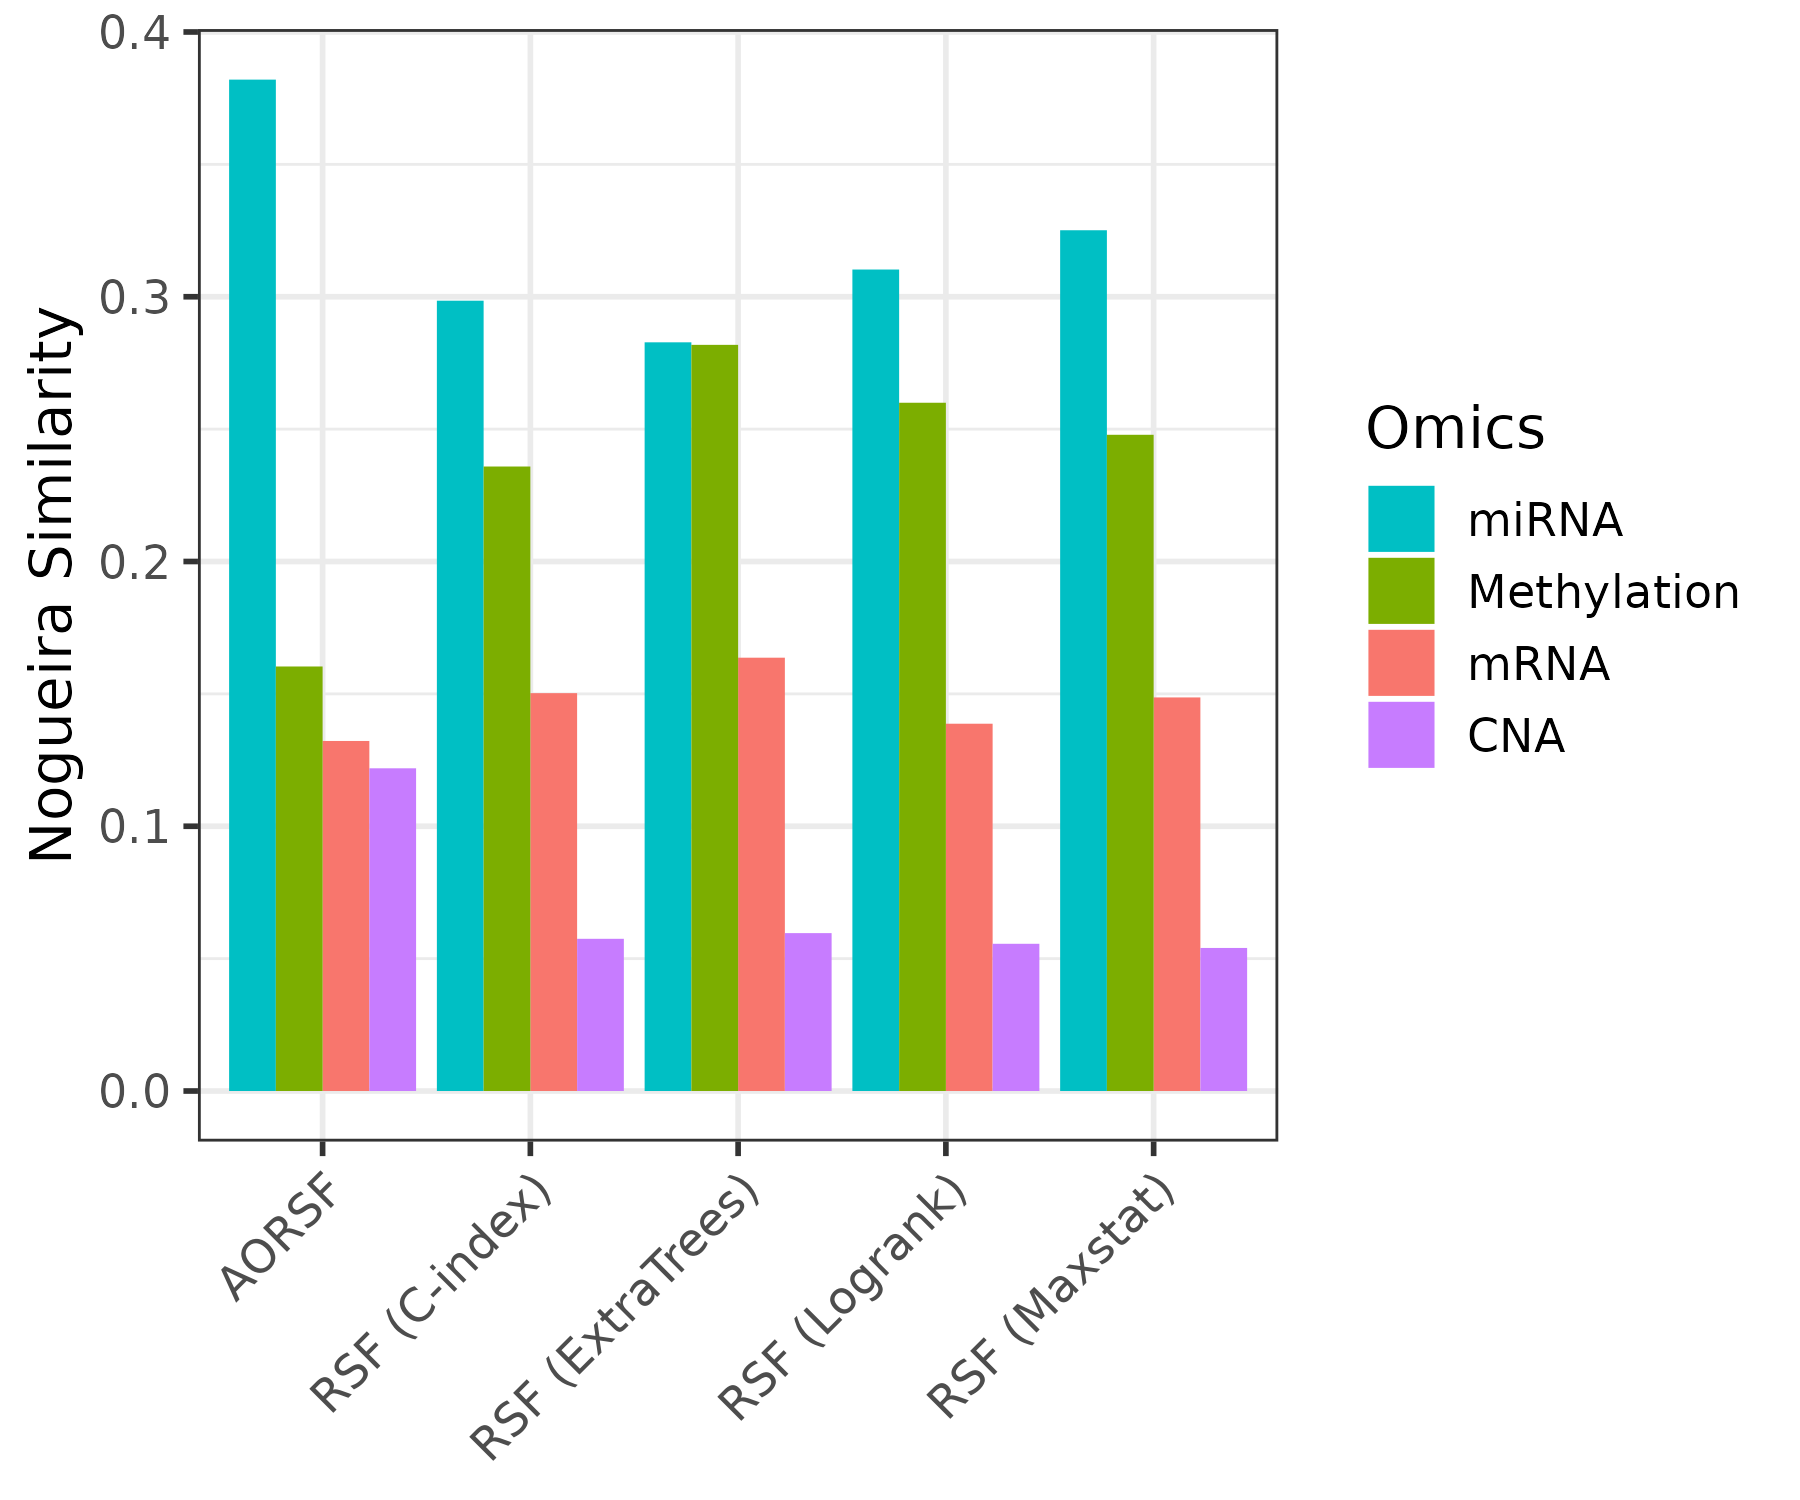 Nogueira Similarity
0.4
0.3
0.2
0.1
0.0
AORSF
RSF (C-index)
RSF (ExtraTrees)
RSF (Logrank)
RSF (Maxstat)
Omics
miRNA
Methylation
mRNA
CNA